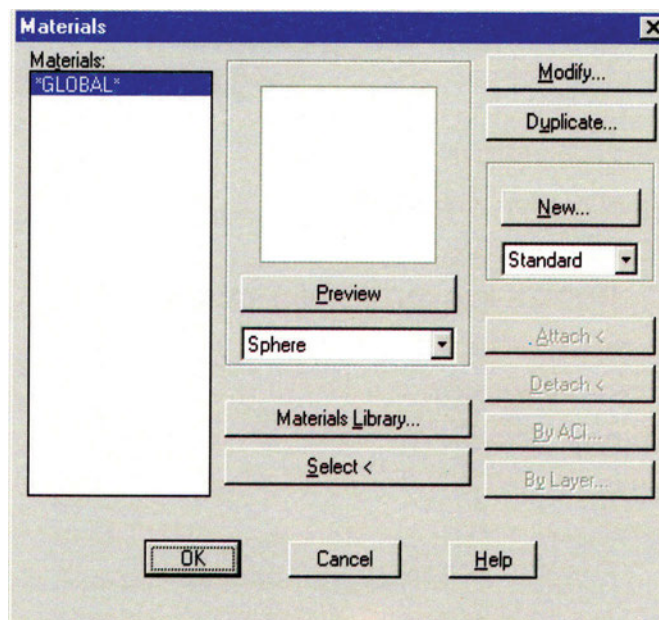 Materials
Materials:
*GLOBAL*
Preview
Sphere
Materials Library...
Select <
Modify...
Duplicate...
New...
Standard
Attach <
Detach <
By ACI...
By Layer...
OK
Cancel
Help